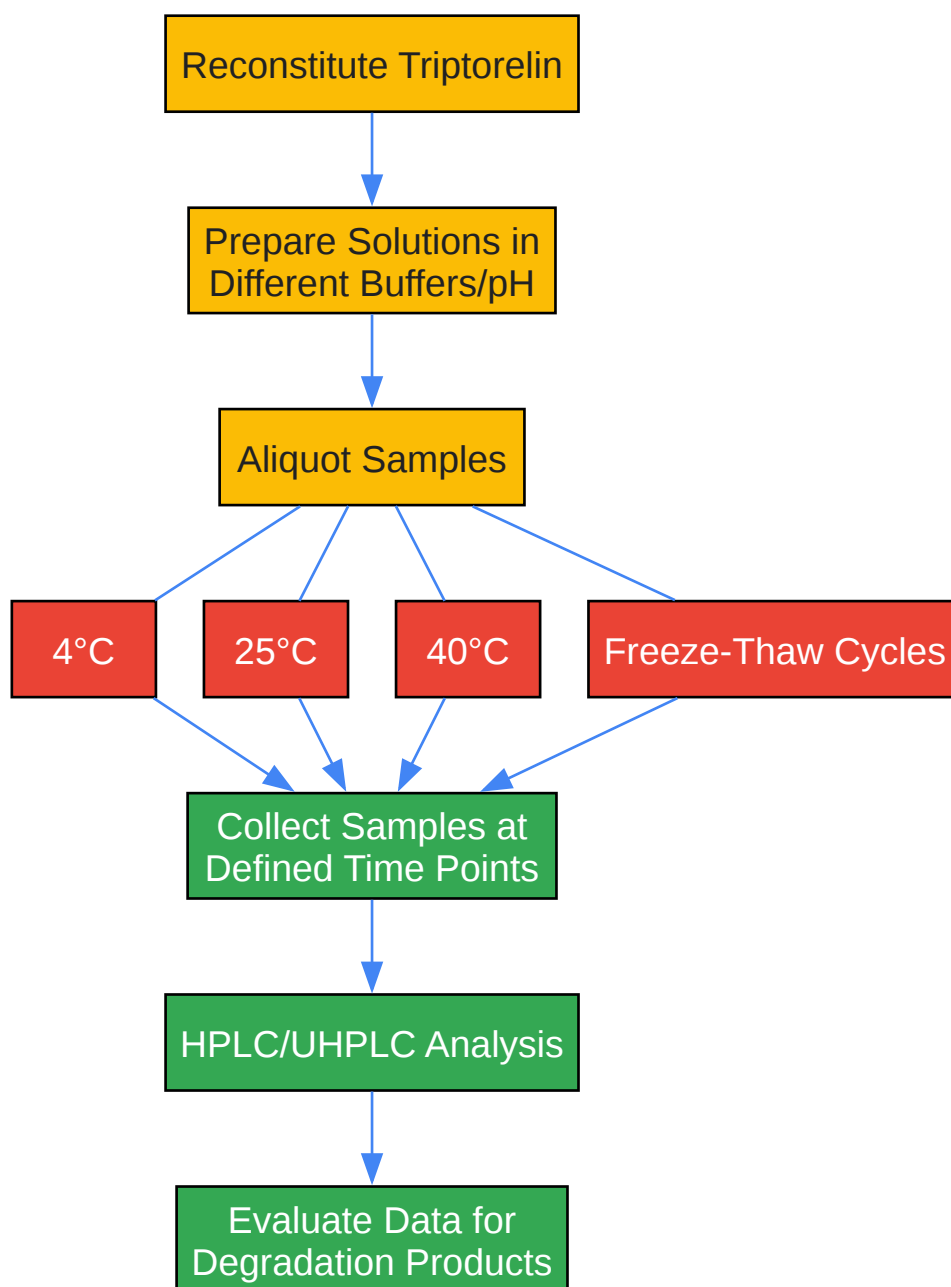 Reconstitute Triptorelin
Prepare Solutions in
Different Buffers/pH
Aliquot Samples
4°C
25°C
40°C
Freeze-Thaw Cycles
Collect Samples at
Defined Time Points
HPLC/UHPLC Analysis
Evaluate Data for
Degradation Products